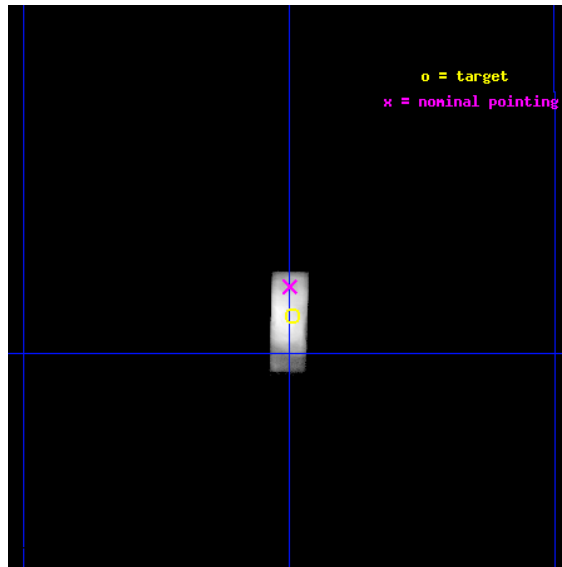 o = target
x = nominal pointing